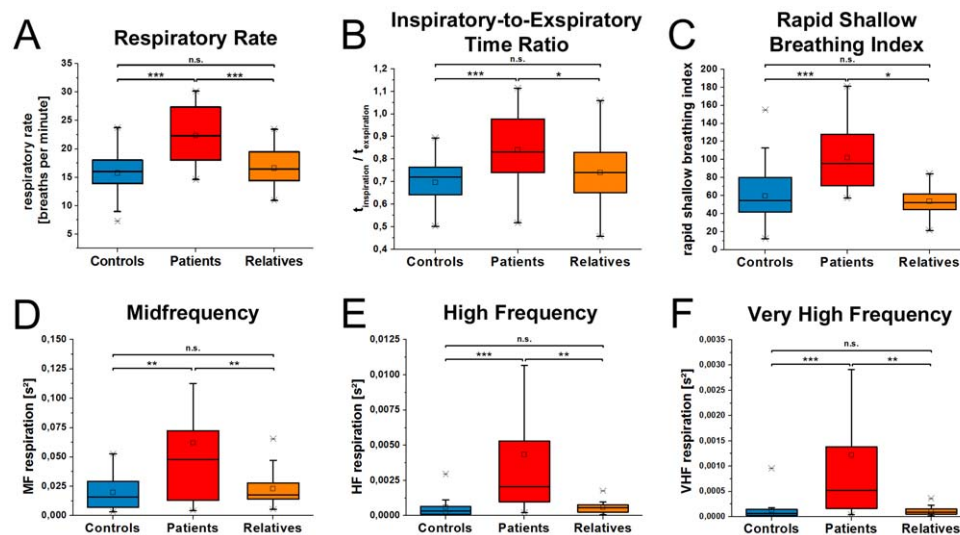 A
Respiratory Rate
n.s.
***
***
35
30
25
20
15
10
5
respiratory rate
[breaths per minute]
Controls
Patients
Relatives
B
Inspiratory-to-Exspiratory
Time Ratio
n.s.
***
*
1,2
1,1
1,0
0,9
0,8
0,7
0,6
0,5
0,4
t inspiration / t exspiration
Controls
Patients
Relatives
C
Rapid Shallow
Breathing Index
n.s.
***
*
200
180
160
140
120
100
80
60
40
20
0
rapid shallow breathing index
Controls
Patients
Relatives
D
Midfrequency
n.s.
**
**
0,150
0,125
0,100
0,075
0,050
0,025
0,000
MF respiration [s²]
Controls
Patients
Relatives
E
High Frequency
n.s.
***
**
0,0125
0,0100
0,0075
0,0050
0,0025
0,0000
HF respiration [s²]
Controls
Patients
Relatives
F
Very High Frequency
n.s.
***
**
0,0035
0,0030
0,0025
0,0020
0,0015
0,0010
0,0005
0,0000
VHF respiration [s²]
Controls
Patients
Relatives